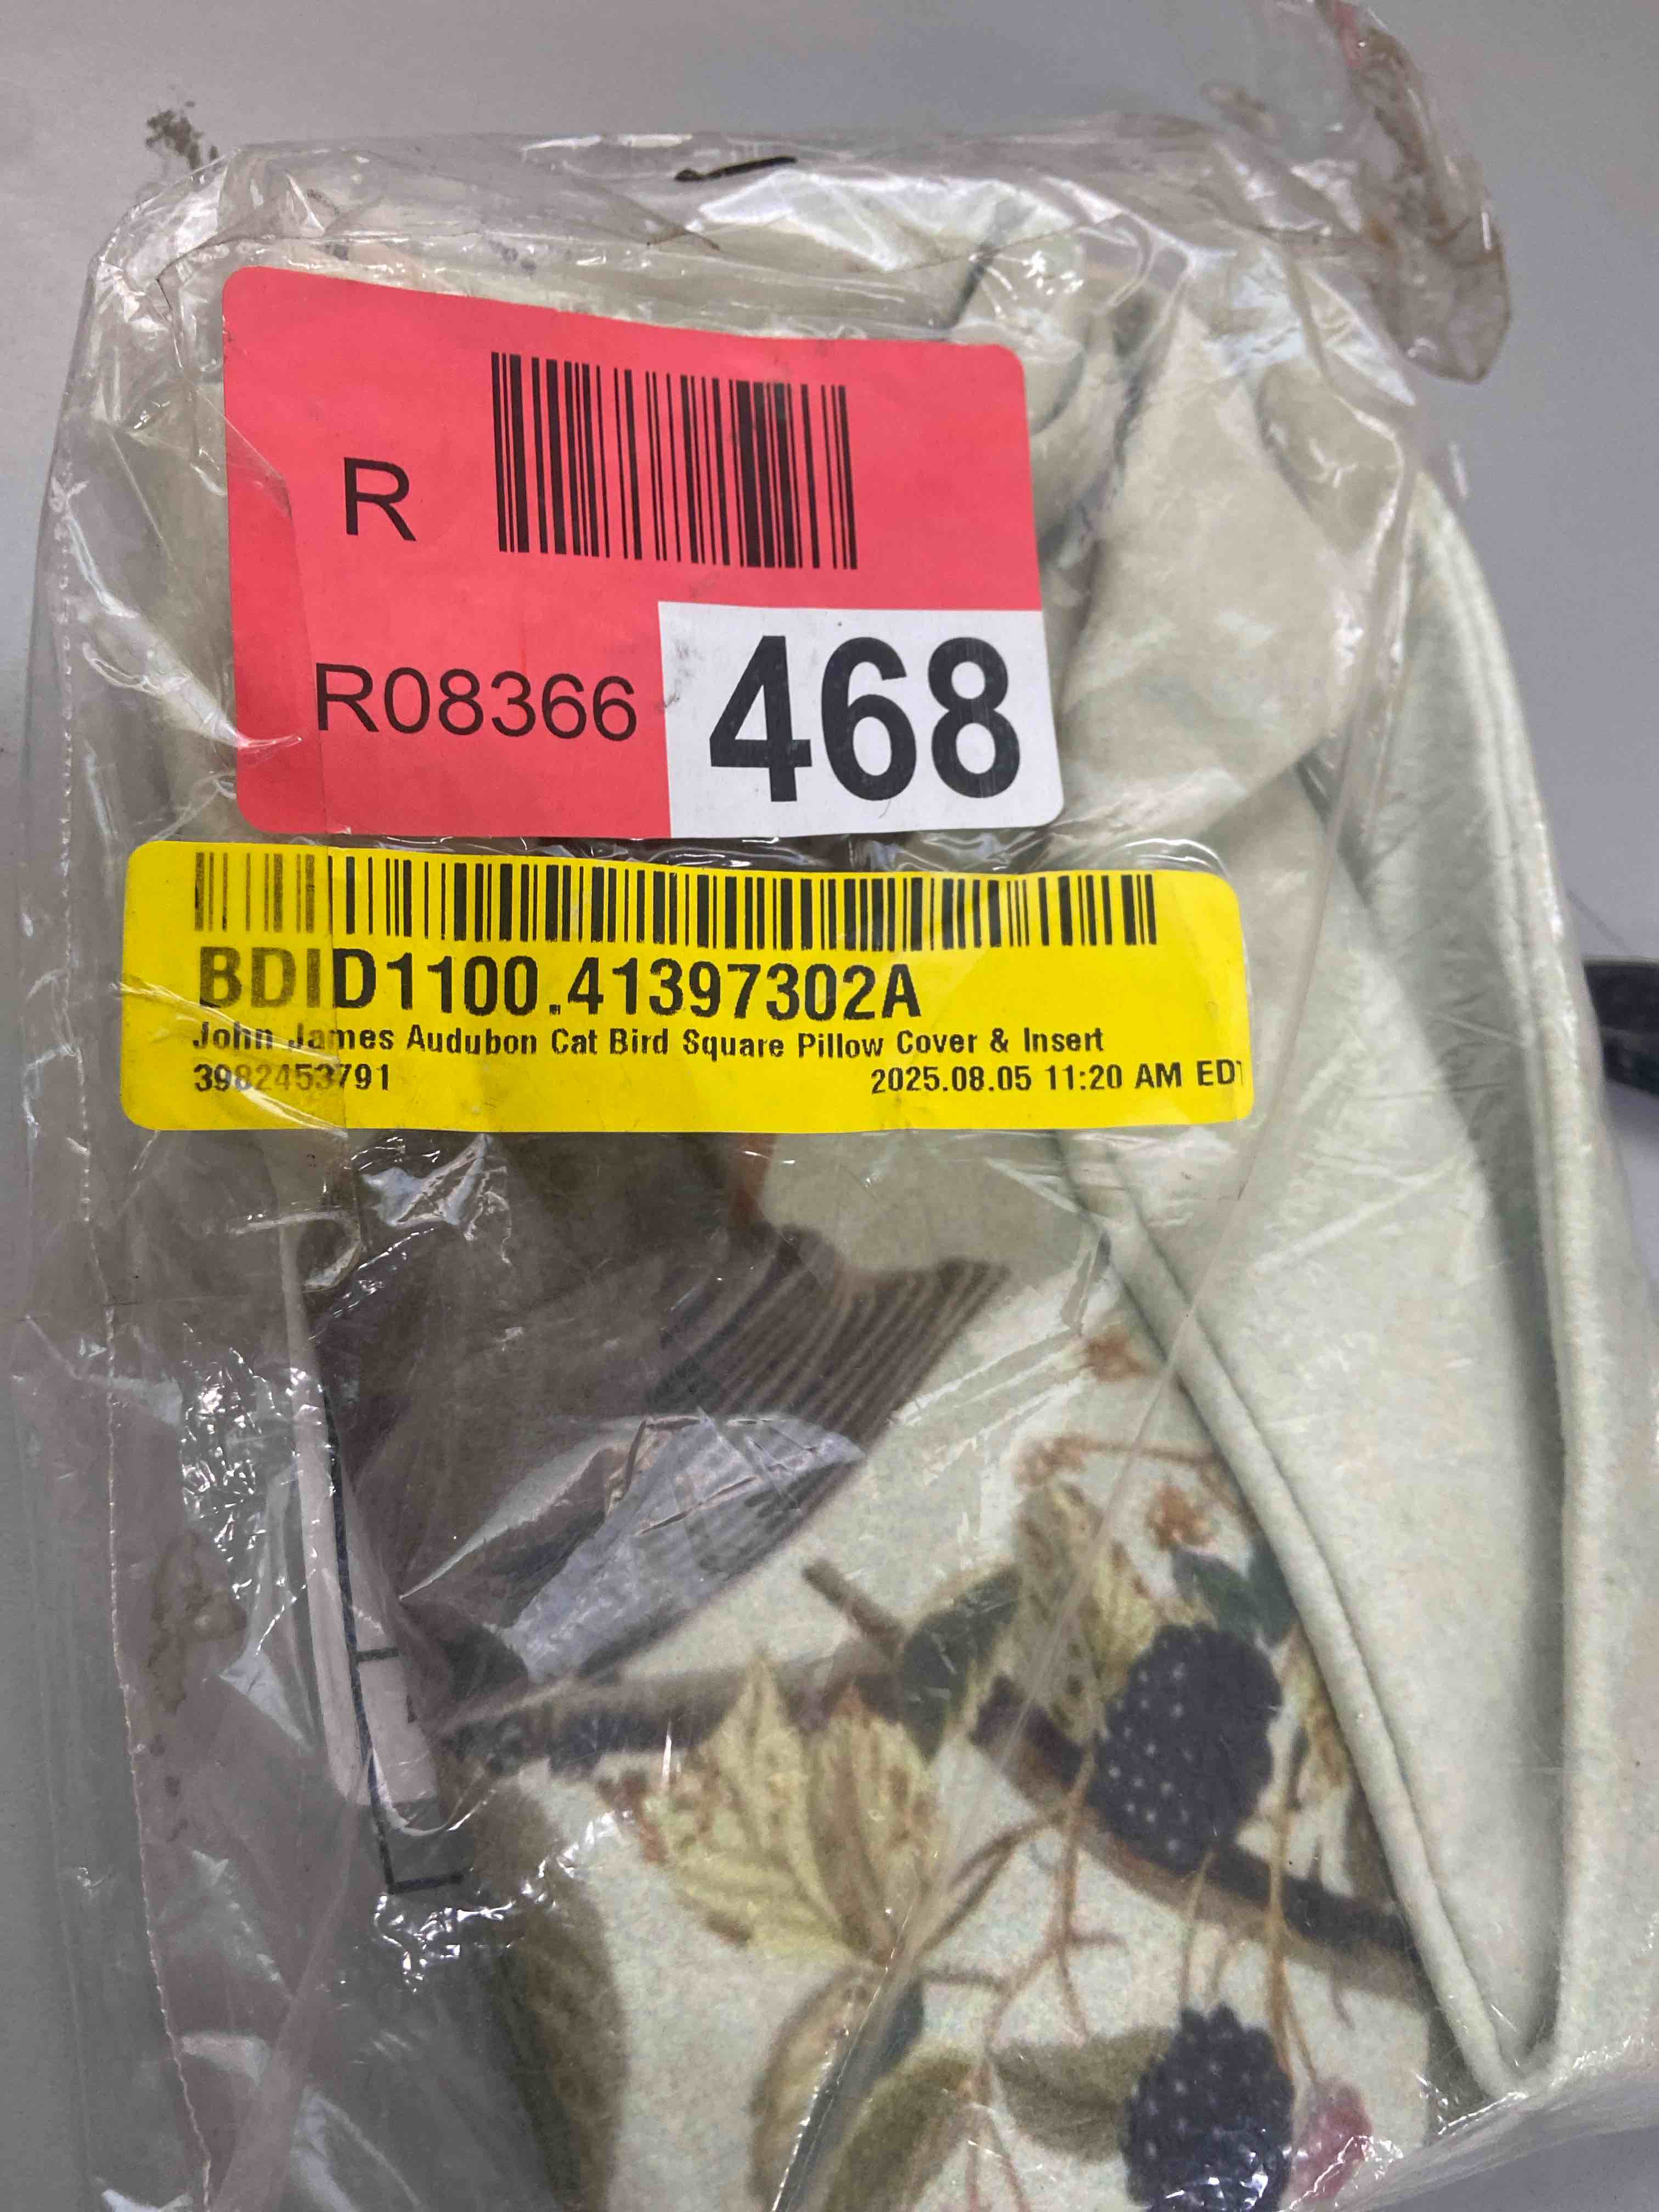 R
R08366 468
BDID1100.41397302A
John James Audubon Cat Bird Square Pillow Cover & Insert
3982453791 2025.08.05 11:20 AM EDT